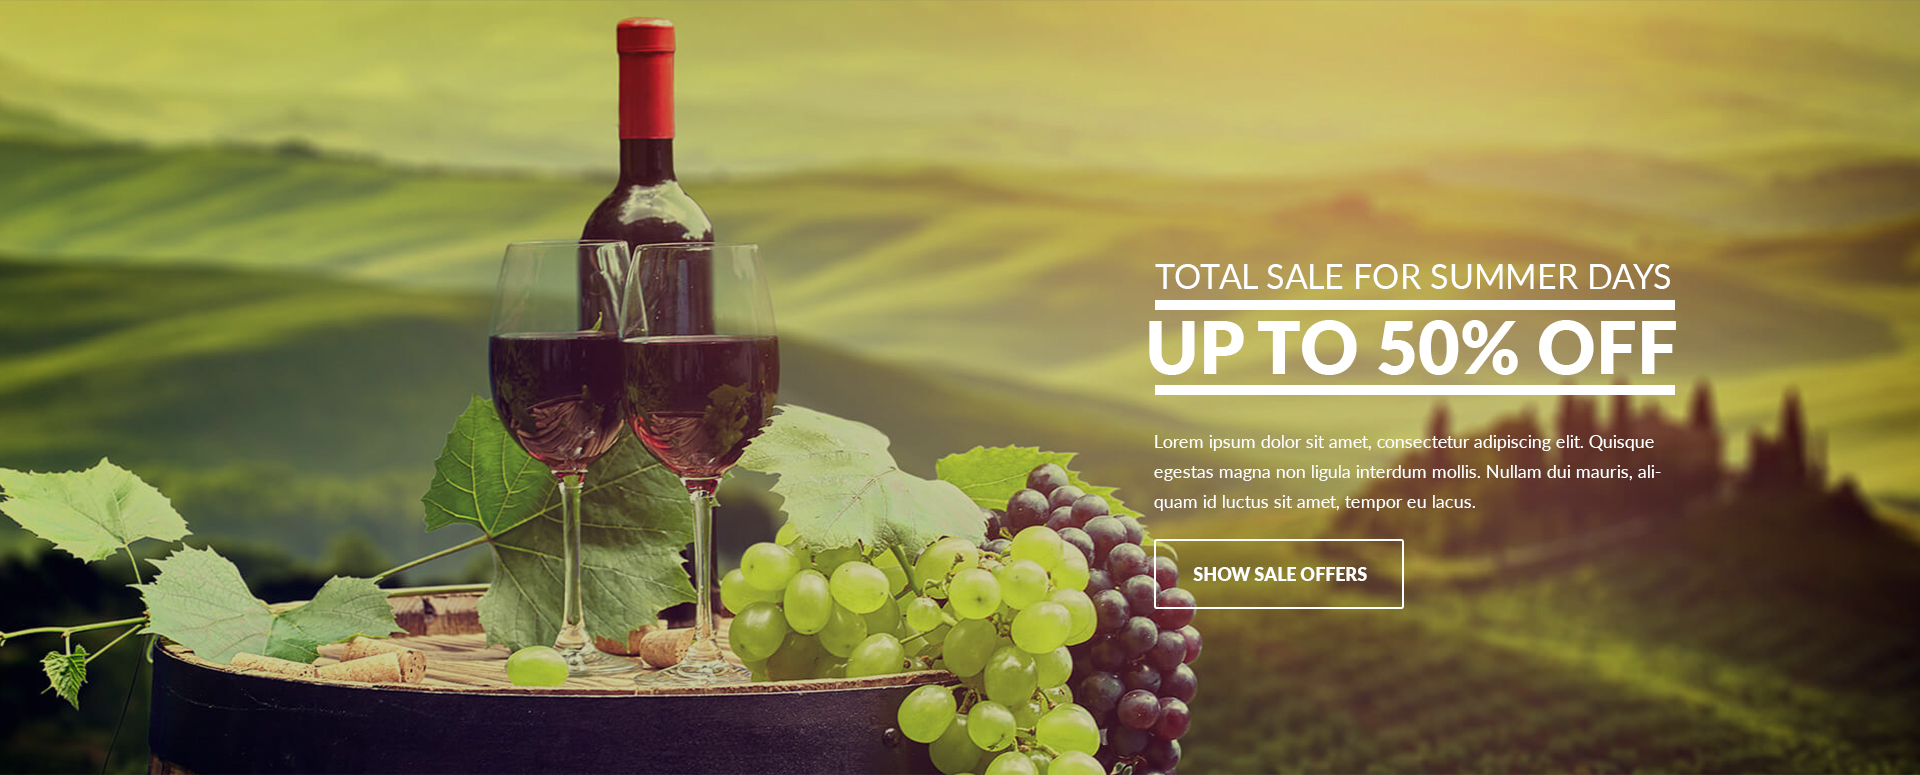 TOTAL SALE FOR SUMMER DAYS
UP TO 50% OFF
Lorem ipsum dolor sit amet, consectetur adipiscing elit. Quisque
egestas magna non ligula interdum mollis. Nullam dui mauris, ali-
quam id luctus sit amet, tempor eu lacus.
SHOW SALE OFFERS